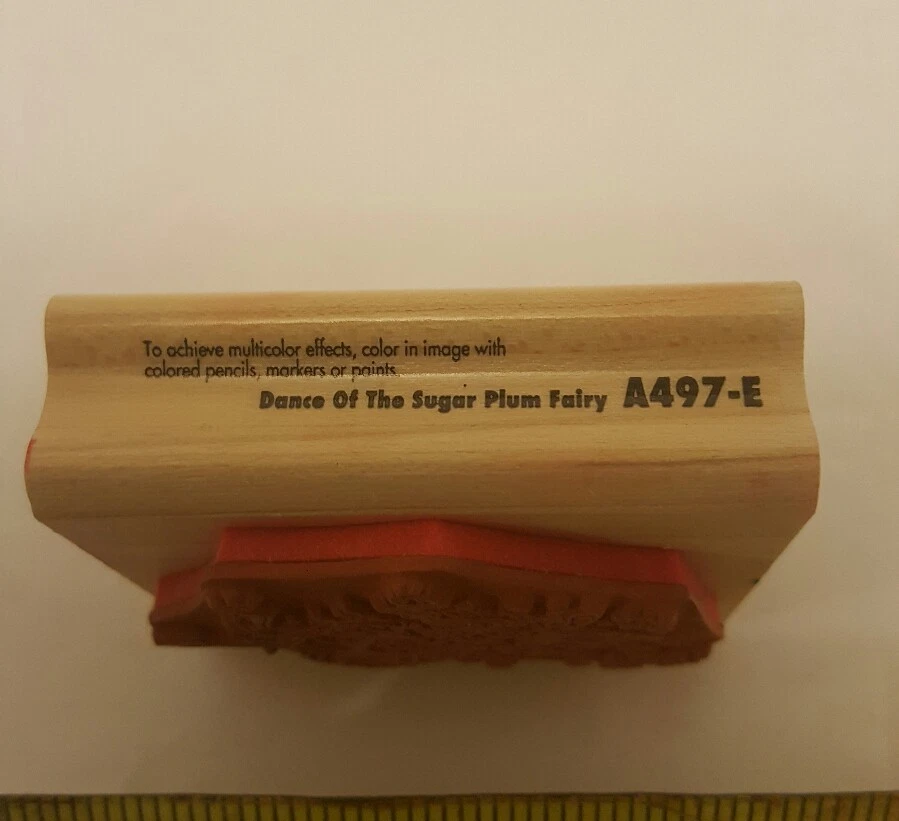 To achieve multicolor effects, color in image with
colored pencils, markers or paints.
Dance Of The Sugar Plum Fairy A497-E